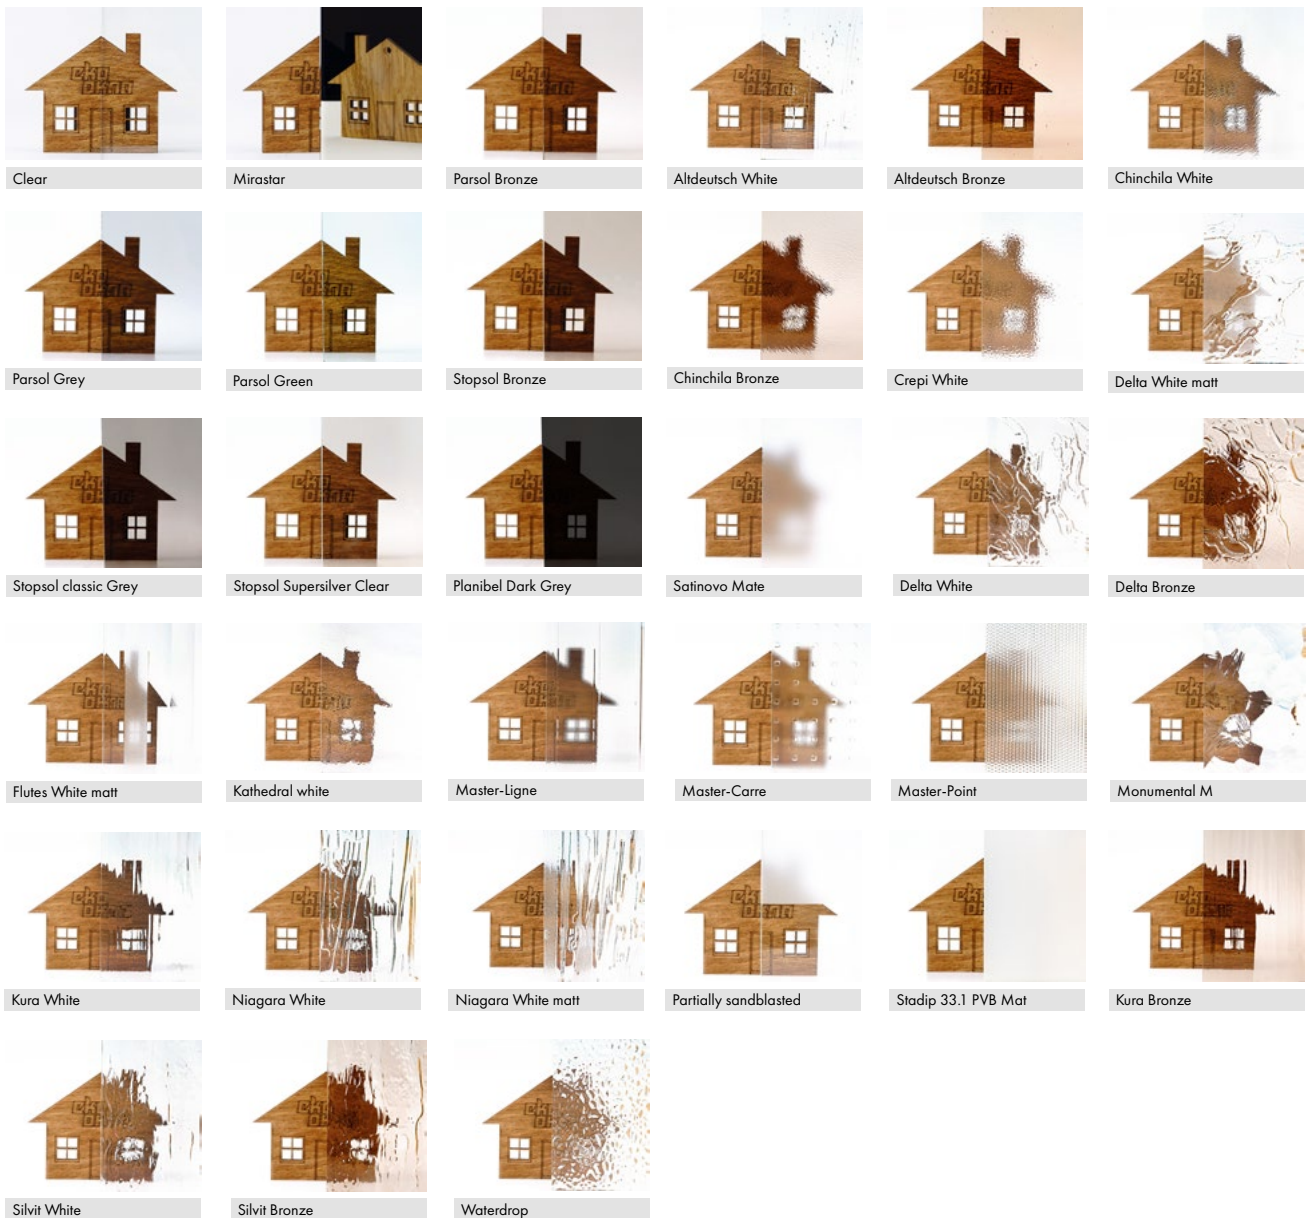 Clear
Mirastar
Parsol Bronze
Altdeutsch White
Altdeutsch Bronze
Chinchila White
Parsol Grey
Parsol Green
Stopsol Bronze
Chinchila Bronze
Crepi White
Delta White matt
Stopsol classic Grey
Stopsol Supersilver Clear
Planibel Dark Grey
Satinovo Mate
Delta White
Delta Bronze
Flutes White matt
Kathedral white
Master-Ligne
Master-Carre
Master-Point
Monumental M
Kura White
Niagara White
Niagara White matt
Partially sandblasted
Stadip 33.1 PVB Mat
Kura Bronze
Silvit White
Silvit Bronze
Waterdrop